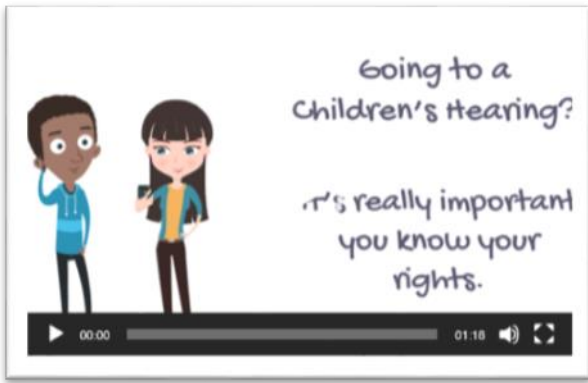 Going to a
Children's Hearing?
IT's really important
you know your
rights.
00:00
01:18